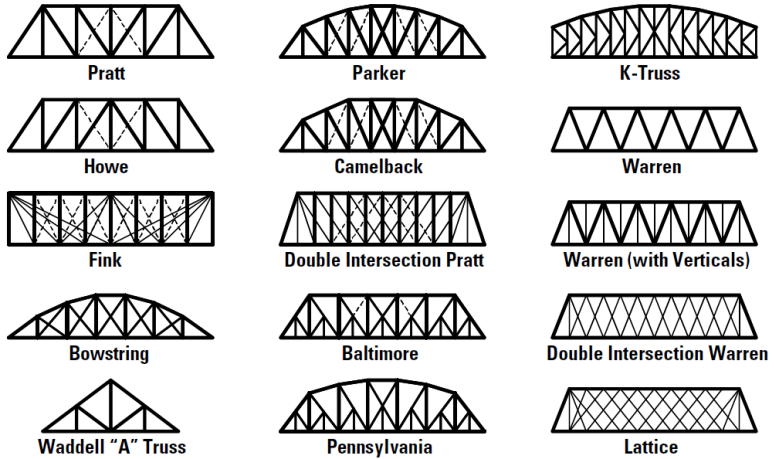 Pratt
Parker
K-Truss
Howe
Camelback
Warren
Fink
Double Intersection Pratt
Warren (with Verticals)
Bowstring
Baltimore
Double Intersection Warren
Waddell “A” Truss
Pennsylvania
Lattice